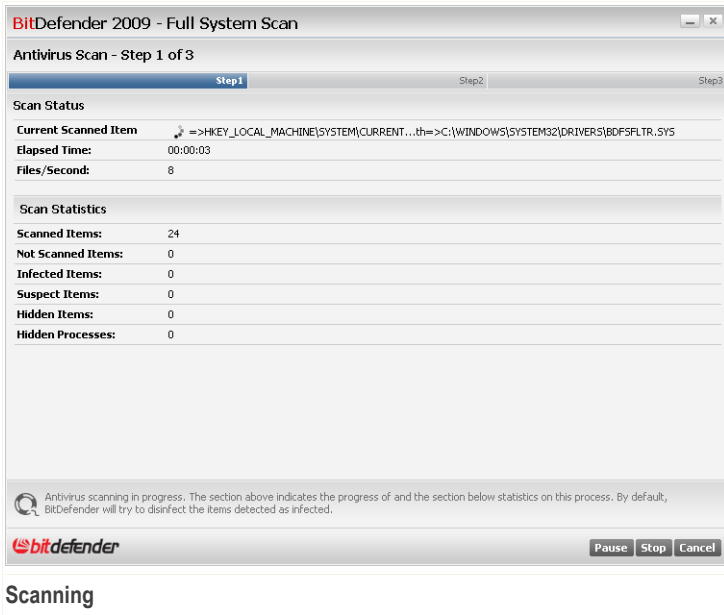 BitDefender 2009 - Full System Scan
Antivirus Scan - Step 1 of 3
Step1 Step2 Step3
Scan Status
Current Scanned Item =>HKEY_LOCAL_MACHINE\SYSTEM\CURRENT...th=>C:\WINDOWS\SYSTEM32\DRIVERS\BDFSFLTR.SYS
Elapsed Time: 00:00:03
Files/Second: 8
Scan Statistics
Scanned Items: 24
Not Scanned Items: 0
Infected Items: 0
Suspect Items: 0
Hidden Items: 0
Hidden Processes: 0
Antivirus scanning in progress. The section above indicates the progress of and the section below statistics on this process. By default,
BitDefender will try to disinfect the items detected as infected.
bitdefender Pause Stop Cancel
Scanning